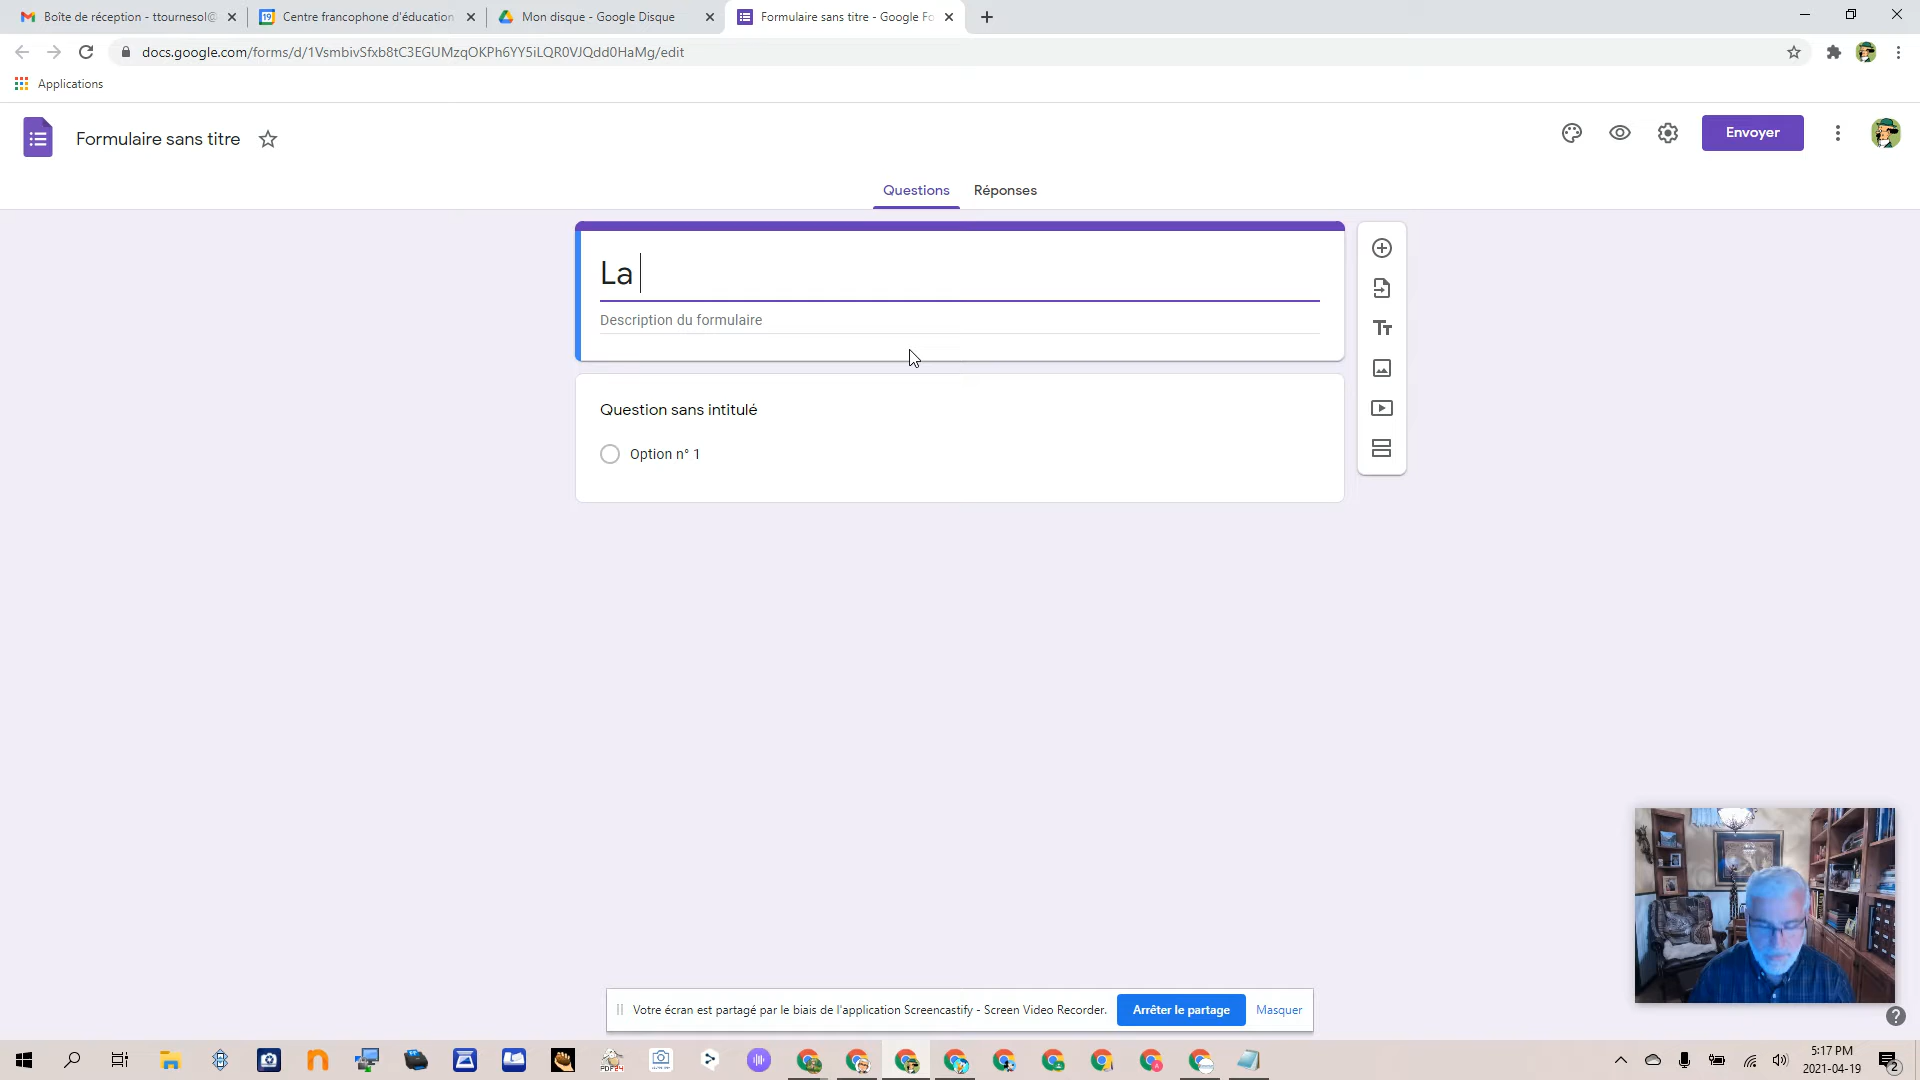 Boîte de réception - ttournesol@
Centre francophone d'éducation
Mon disque - Google Disque
Formulaire sans titre - Google Fo
docs.google.com/forms/d/1VsmbivSfxb8tC3EGUMzqOKPh6YY5iLQR0VJQdd0HaMg/edit
Applications
Formulaire sans titre
Envoyer
Questions
Réponses
La
Description du formulaire
Question sans intitulé
Option n° 1
Votre écran est partagé par le biais de l'application Screencastify - Screen Video Recorder.
Arrêter le partage
Masquer
5:17 PM
2021-04-19